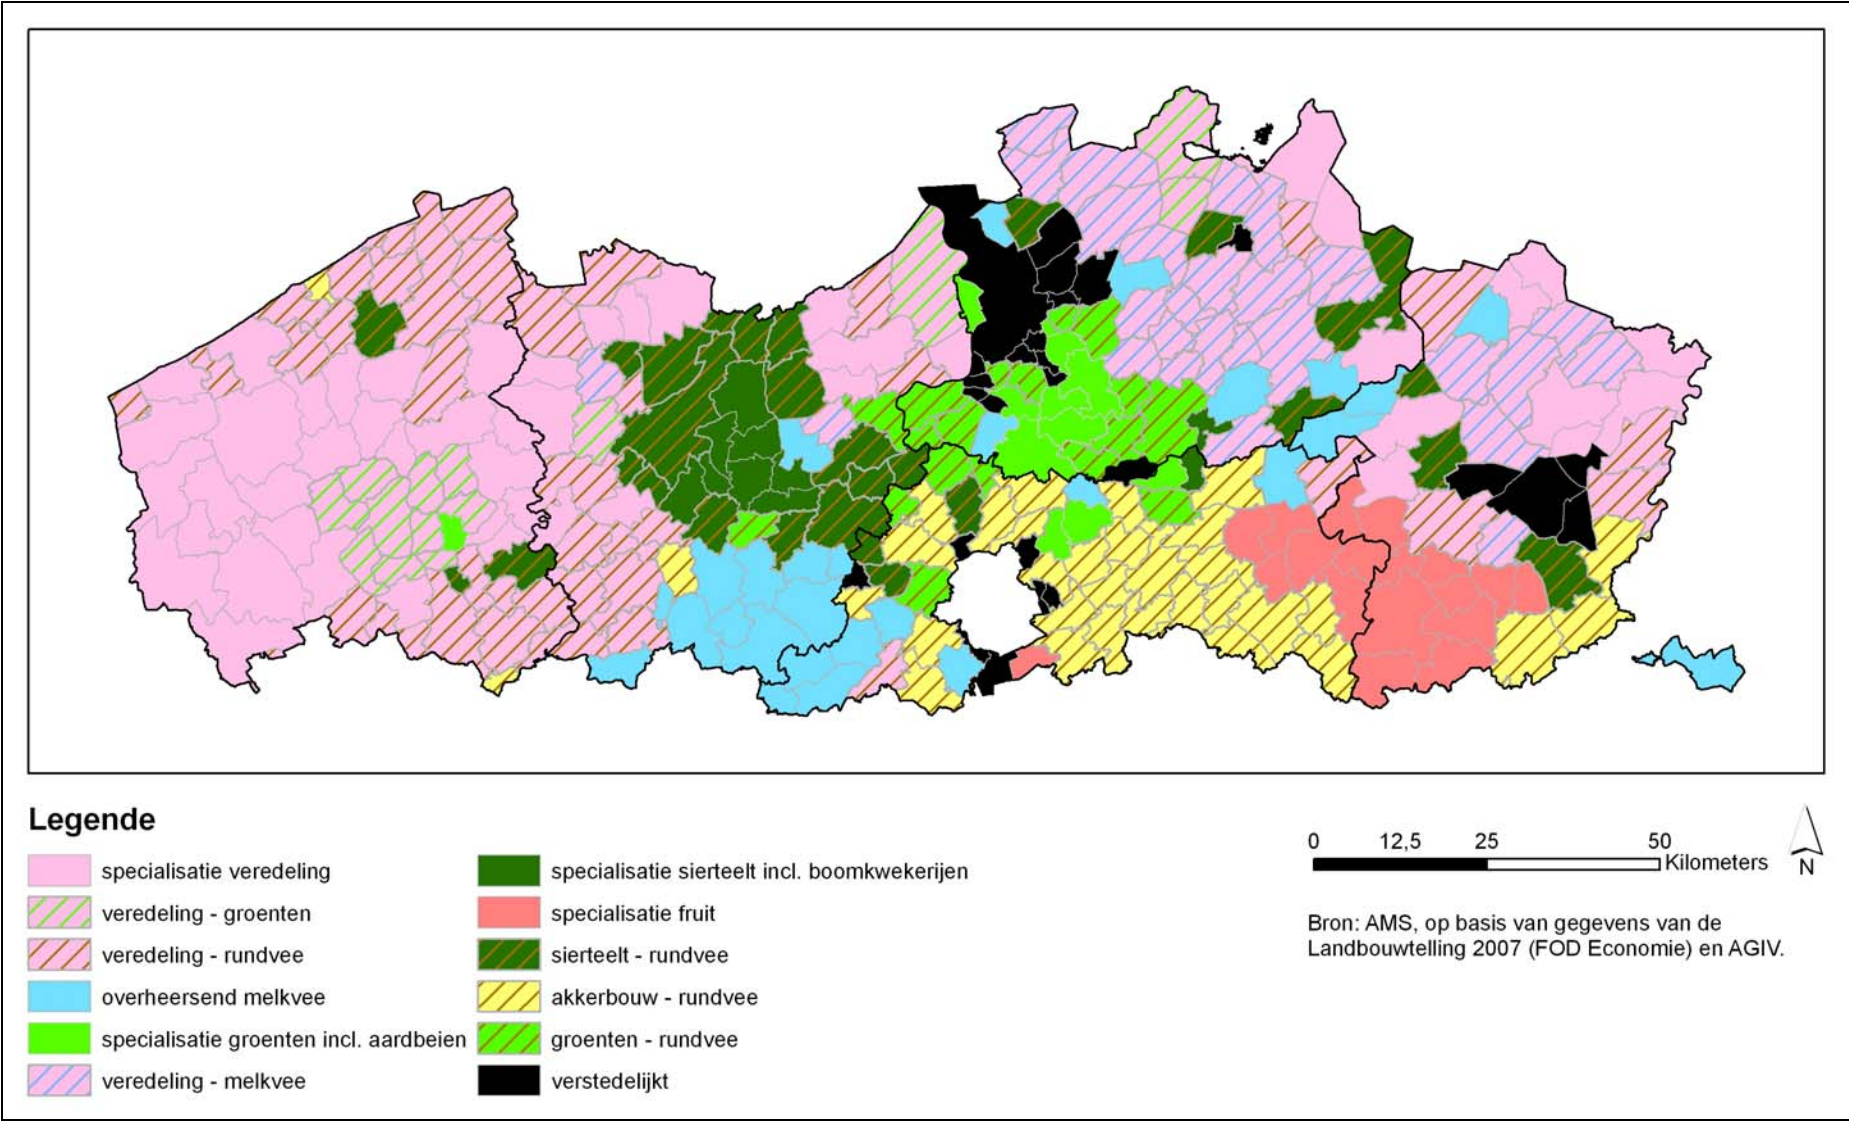 Legende
specialisatie veredeling
veredeling - groenten
veredeling - rundvee
overheersend melkvee
specialisatie groenten incl. aardbeien
veredeling - melkvee
specialisatie sierteelt incl. boomkwekerijen
specialisatie fruit
sierteelt - rundvee
akkerbouw - rundvee
groenten - rundvee
verstedelijkt
0 12,5 25 50
Kilometers
N
Bron: AMS, op basis van gegevens van de
Landbouwtelling 2007 (FOD Economie) en AGIV.